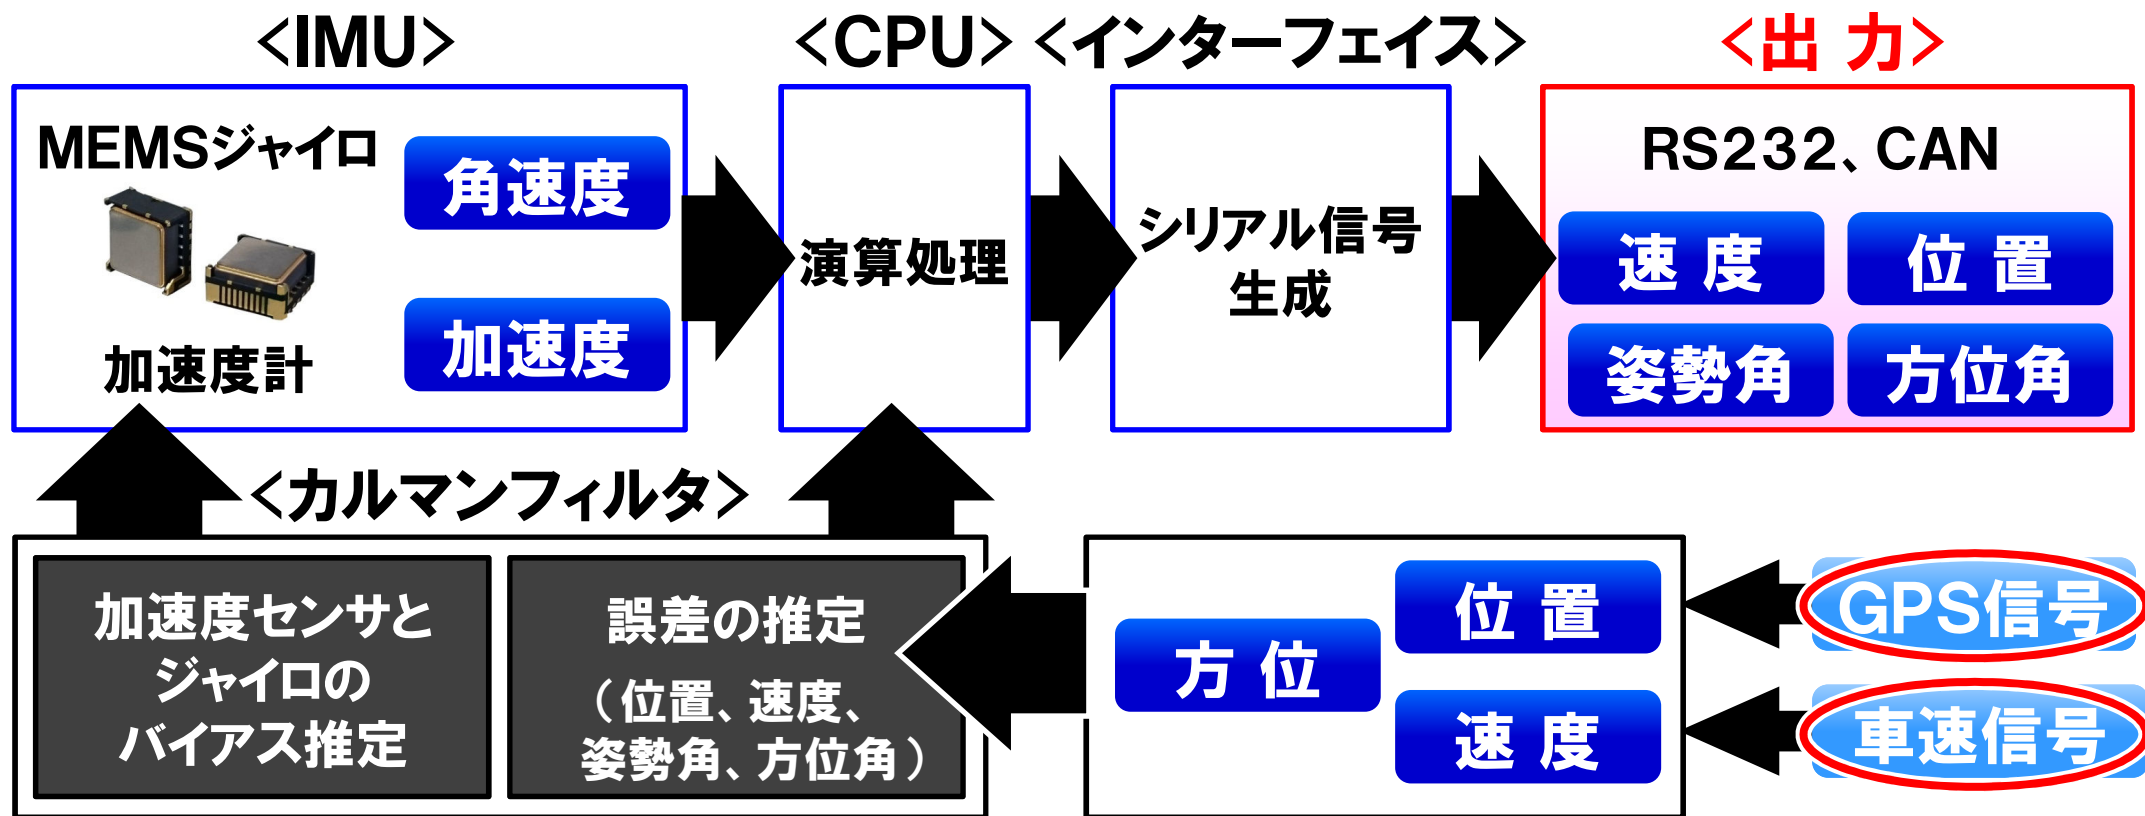 <IMU>
MEMSジャイロ
角速度
加速度
加速度計
<CPU>
演算処理
<インターフェイス>
シリアル信号
生成
<出 力>
RS232、CAN
速 度
位 置
姿勢角
方位角
<カルマンフィルタ>
加速度センサと
ジャイロの
バイアス推定
誤差の推定
(位置、速度、
姿勢角、方位角)
方 位
位 置
速 度
GPS信号
車速信号